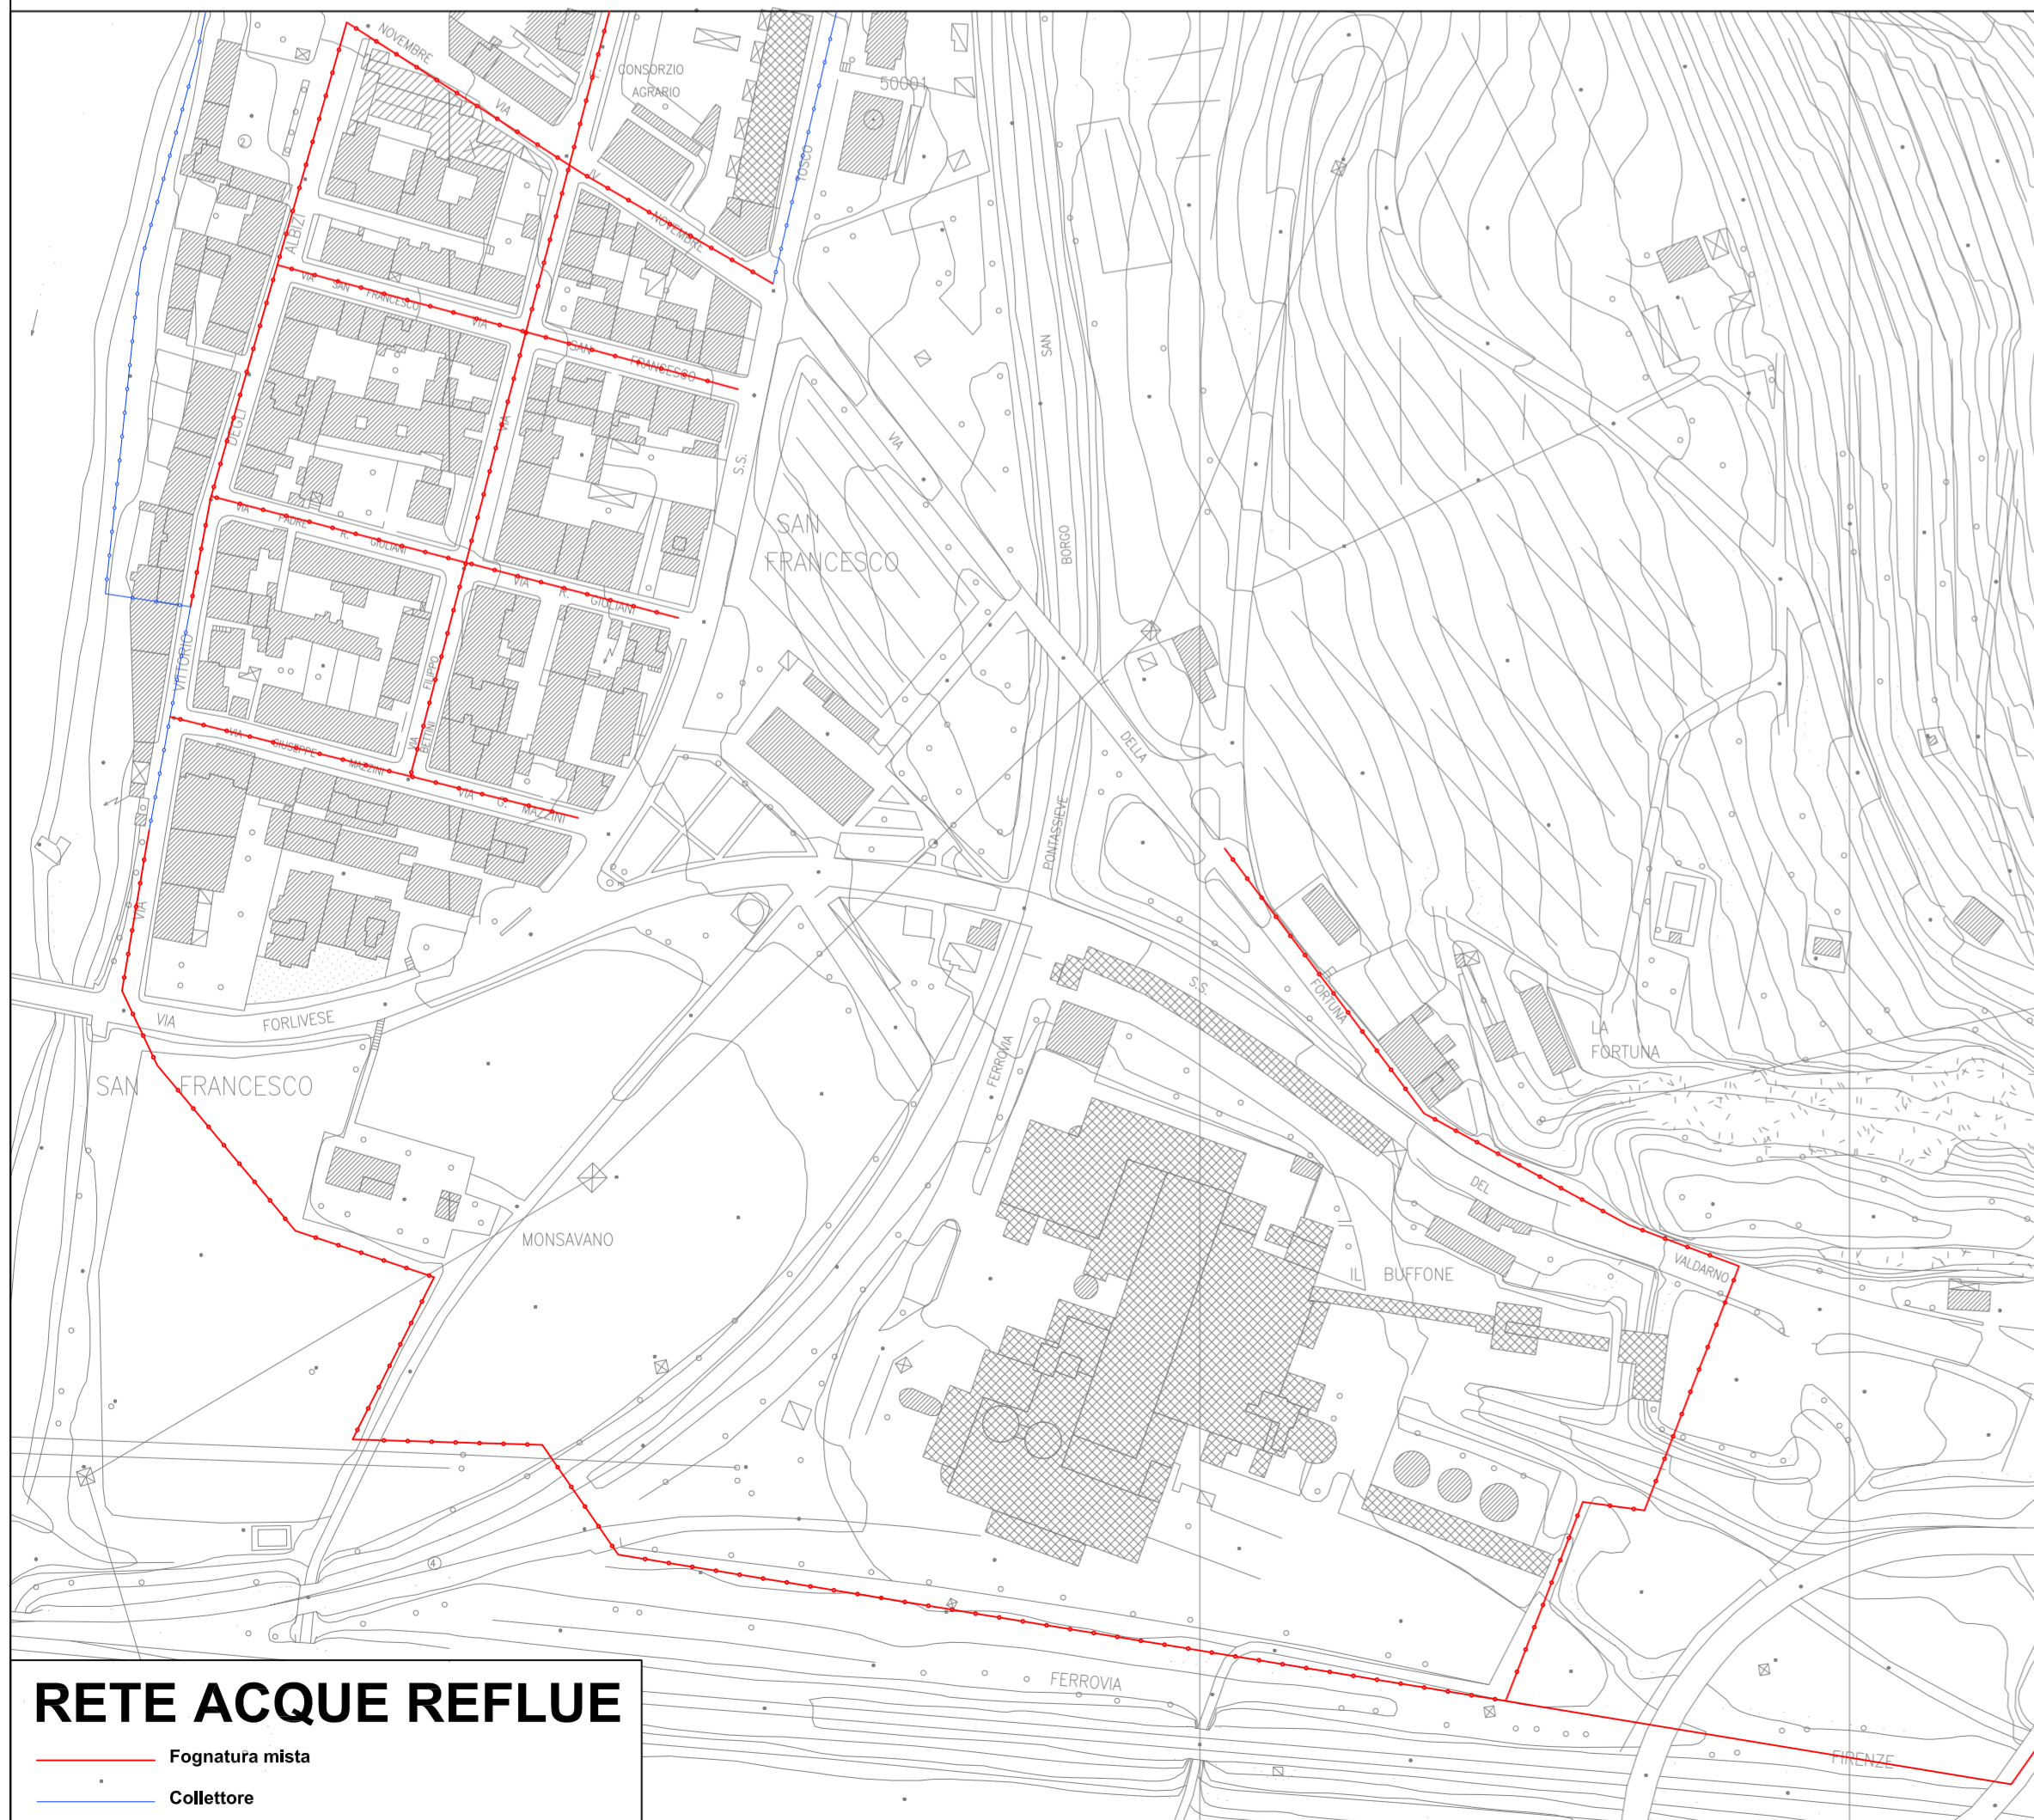 NOVEMBRE
VIA
CONSORZIO
AGRARIO
50001
2
TOSCO
IV
NOVEMBRE
ALBIZI
VIA SAN FRANCESCO VIA
SAN FRANCESCO
SAN
VIA
DEGLI
VIA
S.S.
VIA PADRE R. GIULIANI
VIA R. GIULIANI
SAN
FRANCESCO
BORGO
VITTORIO
FILIPPO
VIA
BETINI
VIA GIUSEPPE MAZZINI
VIA G. MAZZINI
DELLA
PONTASSIEVE
VIA
VIA FORLIVESE
SAN FRANCESCO
FERROVIA
S.S.
FORTUNA
LA
FORTUNA
DEL
VALDARNO
MONSAVANO
IL BUFFONE
4
FERROVIA
FIRENZE
RETE ACQUE REFLUE
Fognatura mista
Collettore